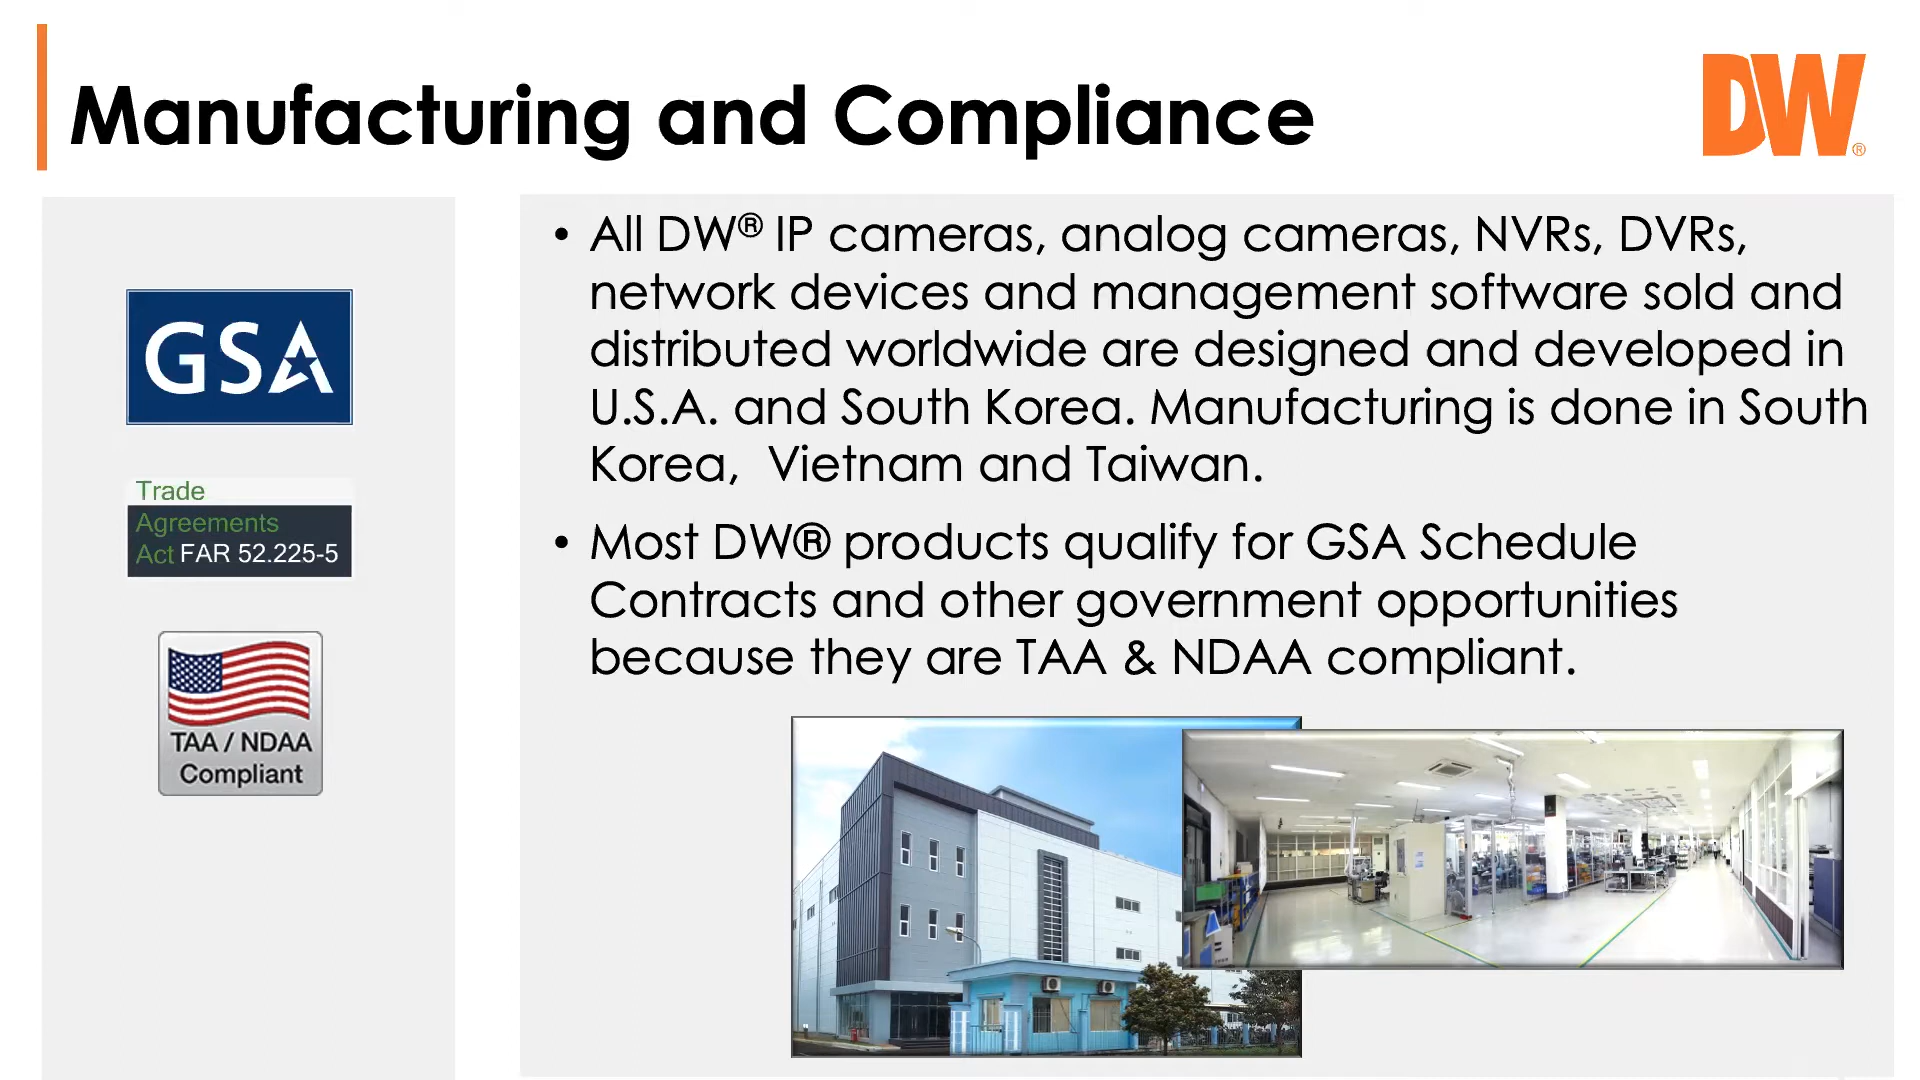 Manufacturing and Compliance
DW®
GSA
Trade
Agreements
Act FAR 52.225-5
TAA / NDAA
Compliant
• All DW® IP cameras, analog cameras, NVRs, DVRs,
network devices and management software sold and
distributed worldwide are designed and developed in
U.S.A. and South Korea. Manufacturing is done in South
Korea,  Vietnam and Taiwan.
• Most DW® products qualify for GSA Schedule
Contracts and other government opportunities
because they are TAA & NDAA compliant.